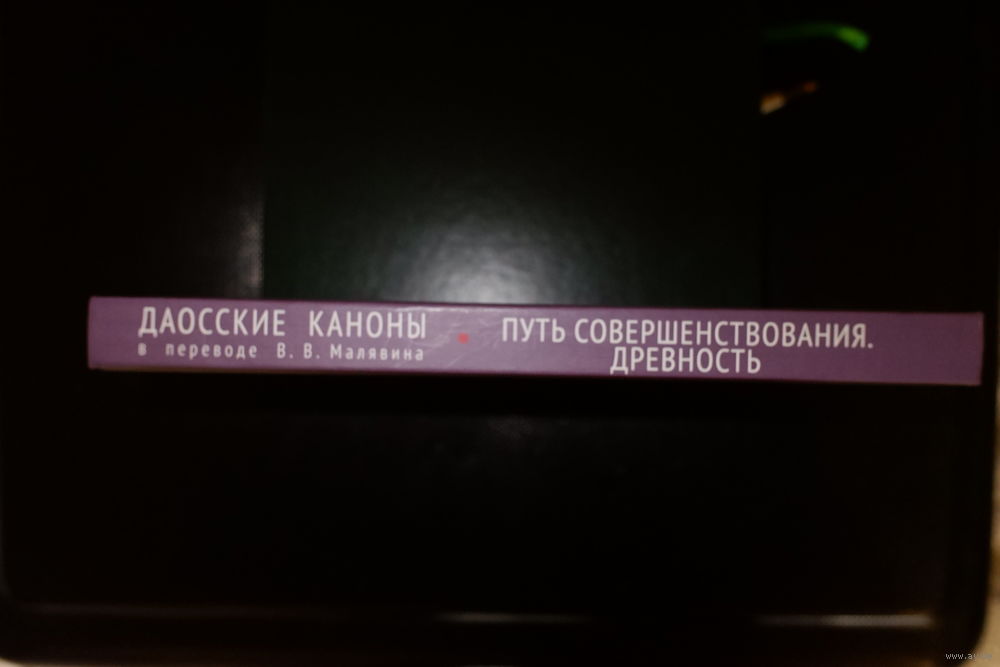 ДАОССКИЕ КАНОНЫ
в переводе В. В. Малявина
ПУТЬ СОВЕРШЕНСТВОВАНИЯ.
ДРЕВНОСТЬ